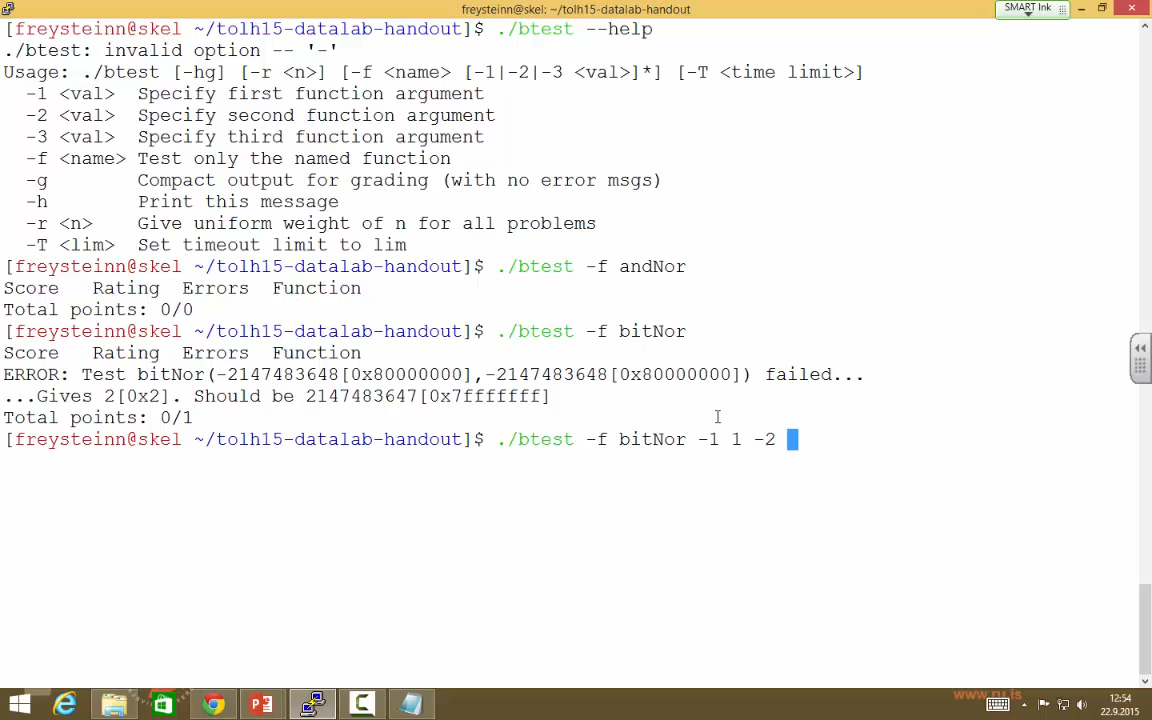 freysteinn@skel: ~/tolh15-datalab-handout
SMART Ink
[freysteinn@skel ~/tolh15-datalab-handout]$ ./btest --help
./btest: invalid option -- '-'
Usage: ./btest [-hg] [-r <n>] [-f <name> [-1|-2|-3 <val>]*] [-T <time limit>]
  -1 <val>  Specify first function argument
  -2 <val>  Specify second function argument
  -3 <val>  Specify third function argument
  -f <name> Test only the named function
  -g        Compact output for grading (with no error msgs)
  -h        Print this message
  -r <n>    Give uniform weight of n for all problems
  -T <lim>  Set timeout limit to lim
[freysteinn@skel ~/tolh15-datalab-handout]$ ./btest -f andNor
Score   Rating  Errors  Function
Total points: 0/0
[freysteinn@skel ~/tolh15-datalab-handout]$ ./btest -f bitNor
Score   Rating  Errors  Function
ERROR: Test bitNor(-2147483648[0x80000000],-2147483648[0x80000000]) failed...
...Gives 2[0x2]. Should be 2147483647[0x7fffffff]
Total points: 0/1
[freysteinn@skel ~/tolh15-datalab-handout]$ ./btest -f bitNor -1 1 -2
www.nr.is
12:54
22.9.2015